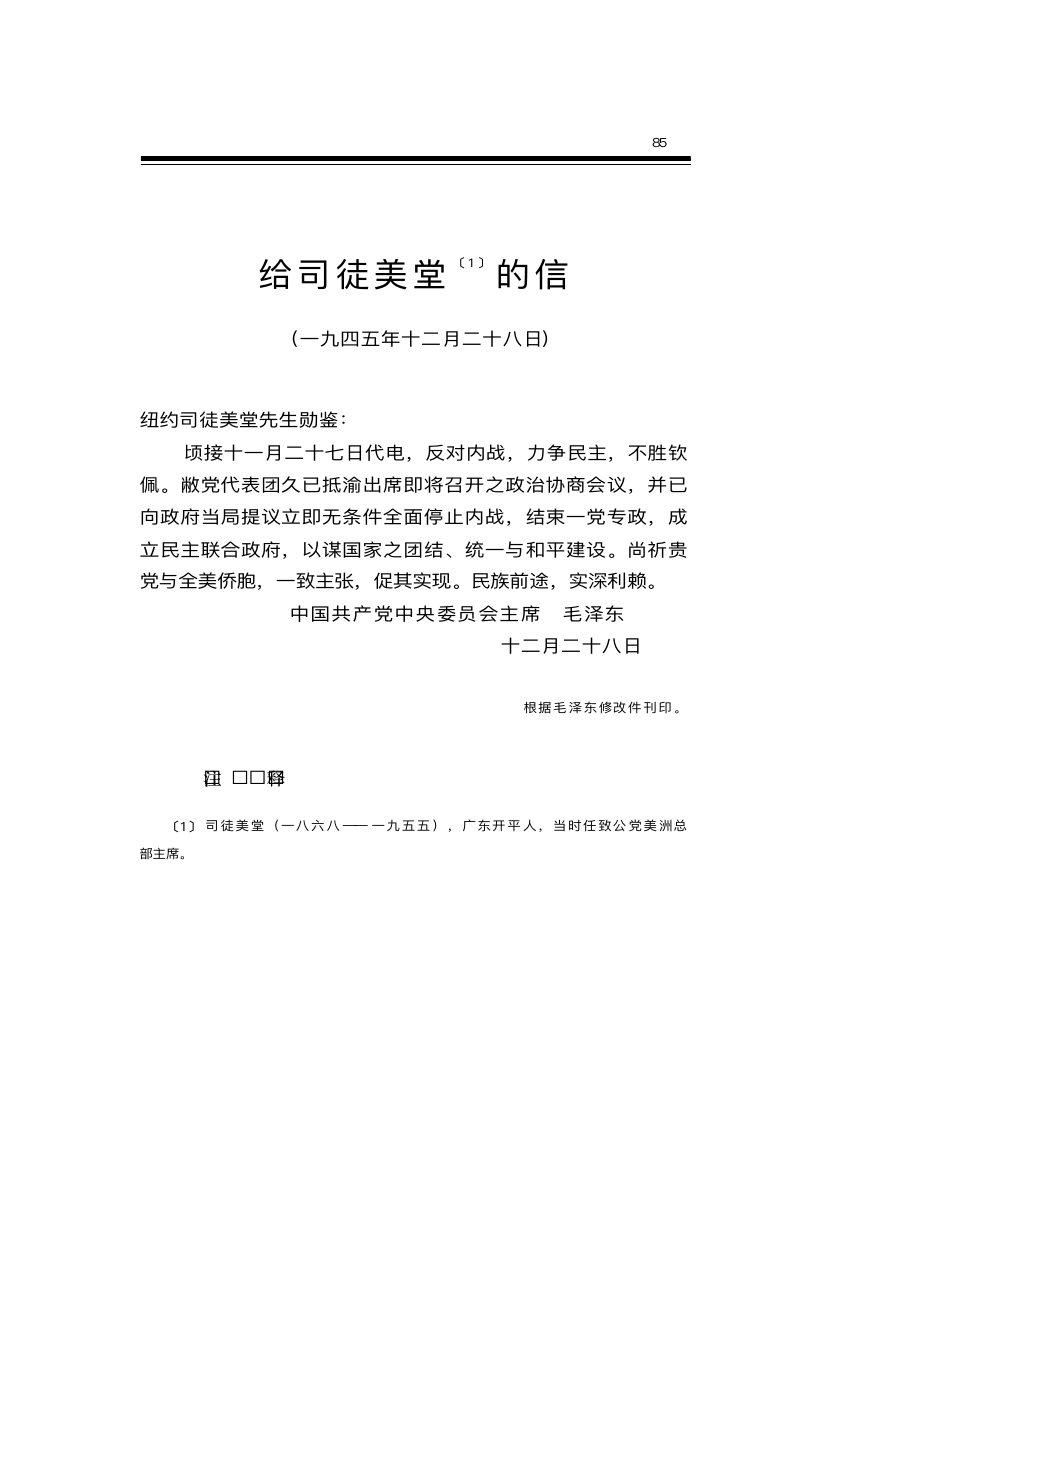 85
给司徒美堂〔1〕的信
(一九四五年十二月二十八日)
纽约司徒美堂先生勋鉴：
顷接十一月二十七日代电，反对内战，力争民主，不胜钦
佩。敝党代表团久已抵渝出席即将召开之政治协商会议，并已
向政府当局提议立即无条件全面停止内战，结束一党专政，成
立民主联合政府，以谋国家之团结、统一与和平建设。尚祈贵
党与全美侨胞，一致主张，促其实现。民族前途，实深利赖。
中国共产党中央委员会主席　毛泽东
十二月二十八日
根据毛泽东修改件刊印。
注 □□释
〔1〕司徒美堂（一八六八——一九五五），广东开平人，当时任致公党美洲总
部主席。